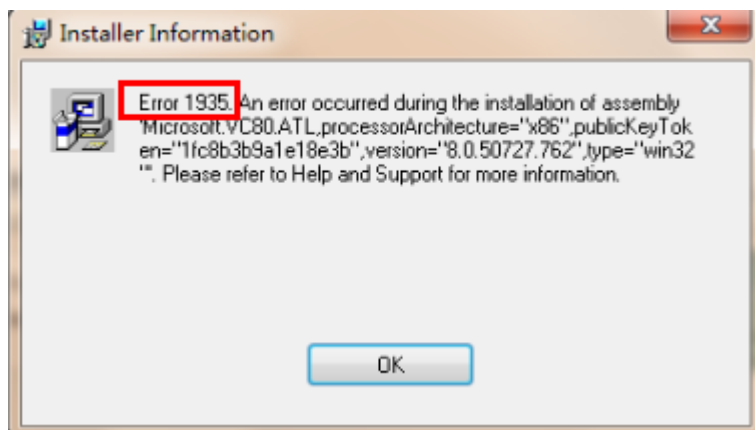 Installer Information
Error 1935. An error occurred during the installation of assembly
'Microsoft.VC80.ATL,processorArchitecture="x86",publicKeyTok
en="1fc8b3b9a1e18e3b",version="8.0.50727.762",type="win32
"'. Please refer to Help and Support for more information.
OK